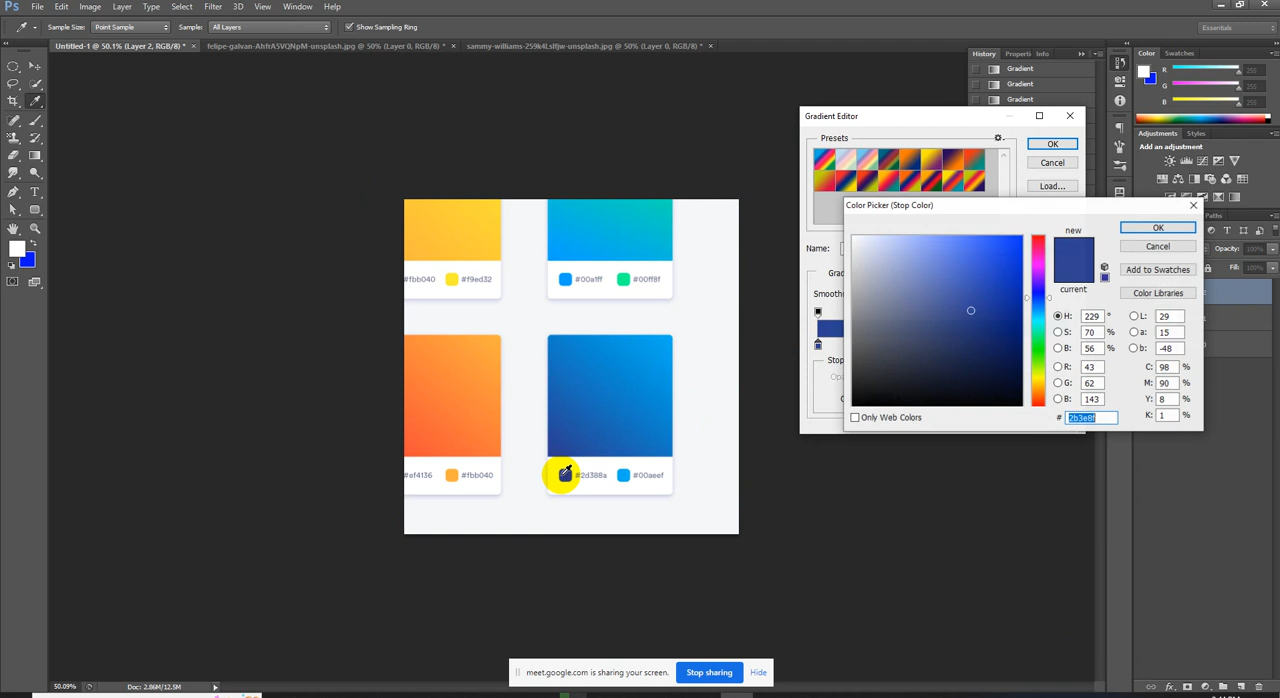 Ps File Edit Image Layer Type Select Filter 3D View Window Help
Sample Size: Point Sample Sample: All Layers Show Sampling Ring Essentials
Untitled-1 @ 50.1% (Layer 2, RGB/8) * × felipe-galvan-AhfrA5VQNpM-unsplash.jpg @ 50% (Layer 0, RGB/8) * × sammy-williams-259k4Lslfjw-unsplash.jpg @ 50% (Layer 0, RGB/8) * ×
History Properti Info
Gradient
Gradient
Gradient
Color Swatches
R 255
G 255
B 255
Adjustments Styles
Add an adjustment
Paths
Opacity: 100%
Fill: 100%
Gradient Editor
Presets
OK
Cancel
Load...
Name:
Grad
Smooth
Stop
Color Picker (Stop Color)
new
current
OK
Cancel
Add to Swatches
Color Libraries
H: 229 °
S: 70 %
B: 56 %
R: 43
G: 62
B: 143
L: 29
a: 15
b: -48
C: 98 %
M: 90 %
Y: 8 %
K: 1 %
# 2b3e8f
Only Web Colors
#fbb040 #f9ed32
#00a1ff #00ff8f
#ef4136 #fbb040
#2d388a #00aeef
meet.google.com is sharing your screen. Stop sharing Hide
50.09% Doc: 2.86M/12.5M